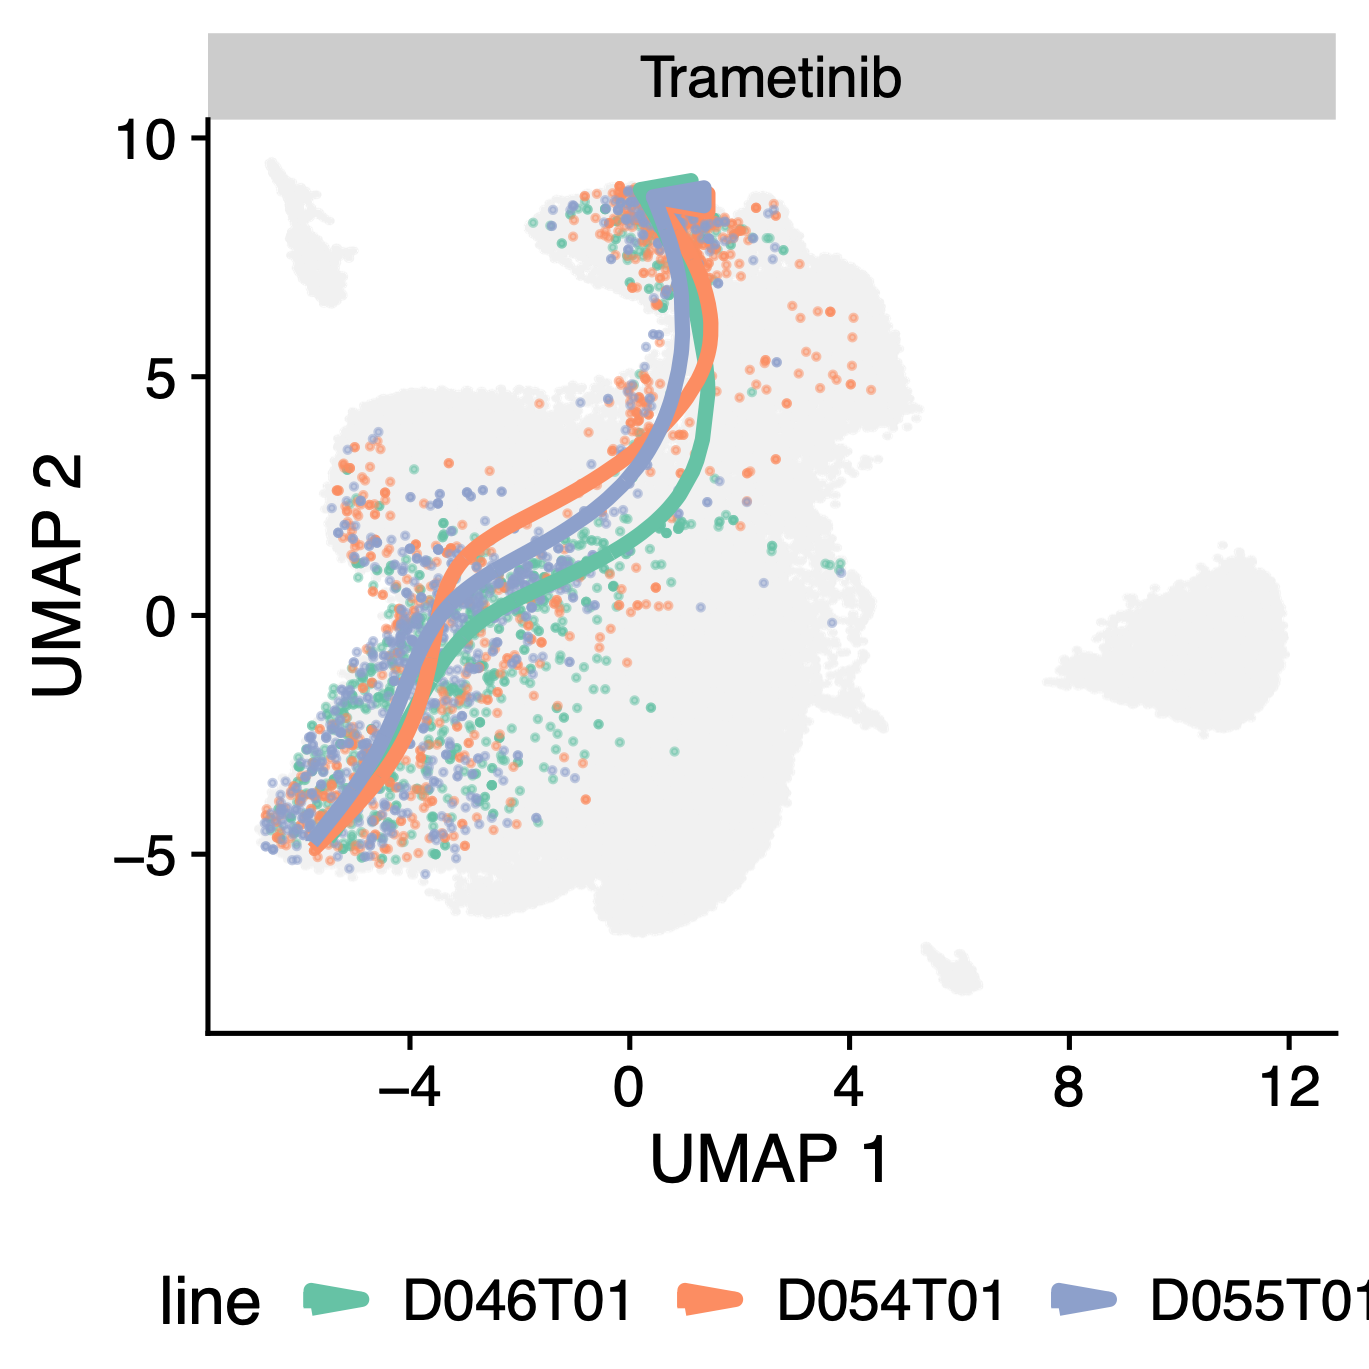 Trametinib
10
5
0
−5
UMAP 2
−4 0 4 8 12
UMAP 1
line D046T01 D054T01 D055T01